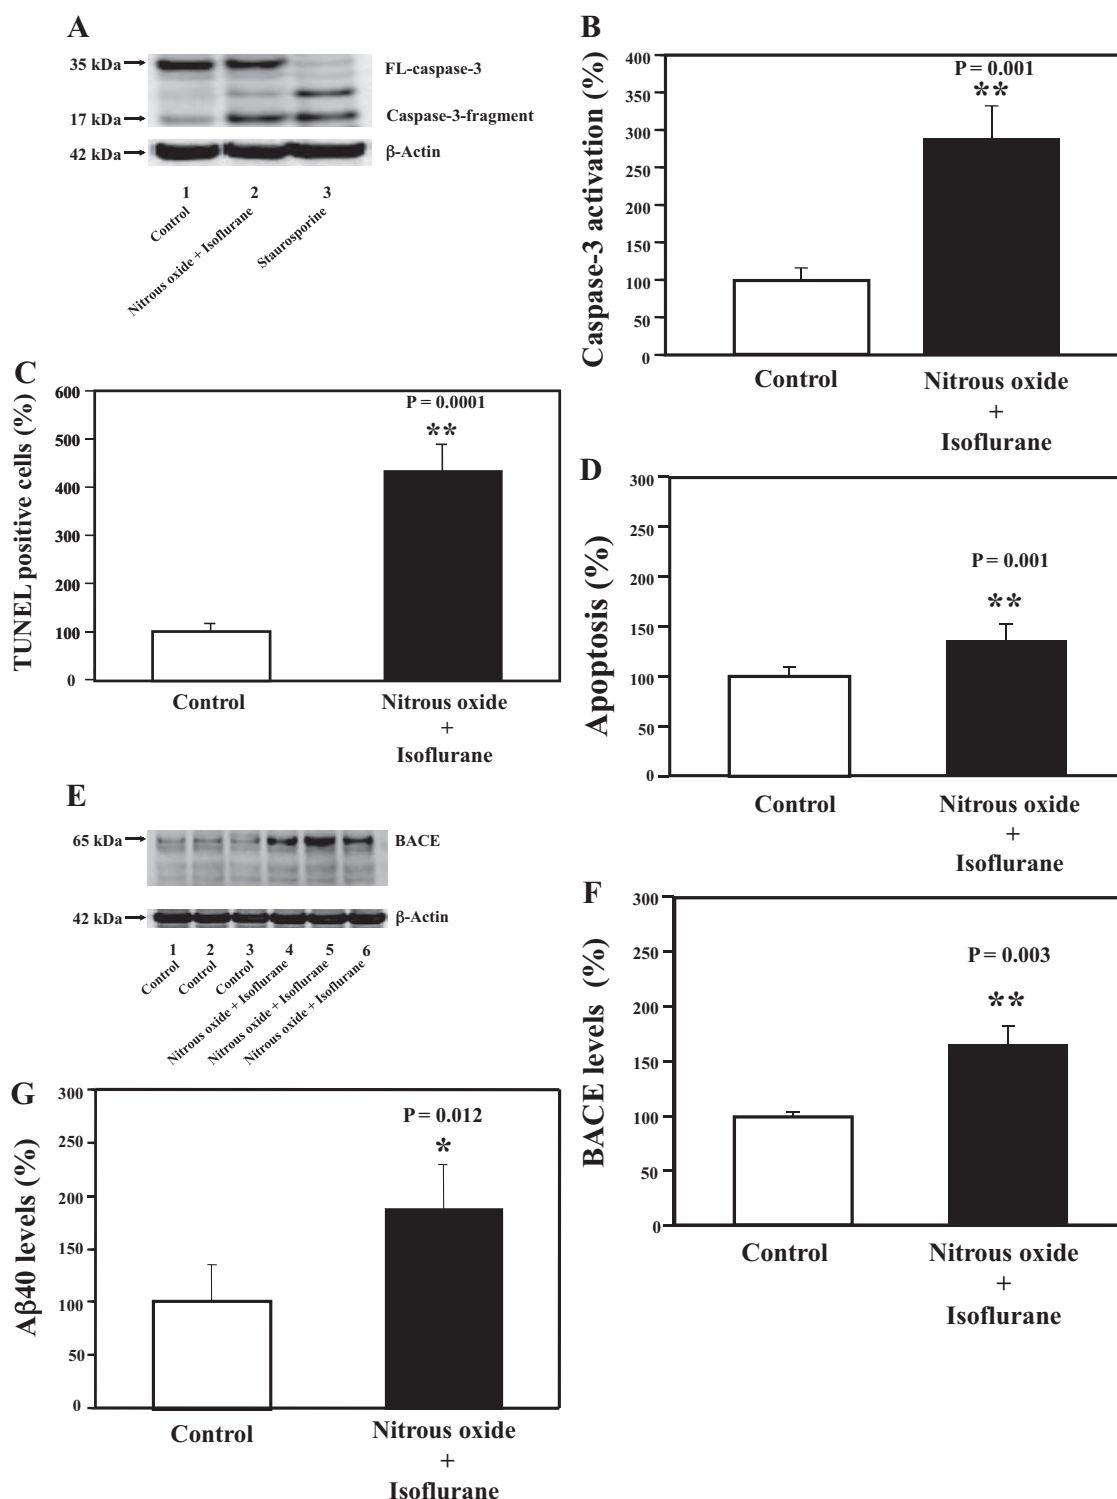 A
35 kDa
FL-caspase-3
17 kDa
Caspase-3-fragment
42 kDa
β-Actin
1 2 3
Control
Nitrous oxide + Isoflurane
Staurosporine
B
Caspase-3 activation (%)
400
350
300
250
200
150
100
50
0
P = 0.001
**
Control
Nitrous oxide
+
Isoflurane
C
TUNEL positive cells (%)
600
500
400
300
200
100
0
P = 0.0001
**
Control
Nitrous oxide
+
Isoflurane
D
Apoptosis (%)
300
250
200
150
100
50
0
P = 0.001
**
Control
Nitrous oxide
+
Isoflurane
E
65 kDa
BACE
42 kDa
β-Actin
1 2 3 4 5 6
Control
Control
Control
Nitrous oxide + Isoflurane
Nitrous oxide + Isoflurane
Nitrous oxide + Isoflurane
F
BACE levels (%)
300
250
200
150
100
50
0
P = 0.003
**
Control
Nitrous oxide
+
Isoflurane
G
Aβ40 levels (%)
300
250
200
150
100
50
0
P = 0.012
*
Control
Nitrous oxide
+
Isoflurane